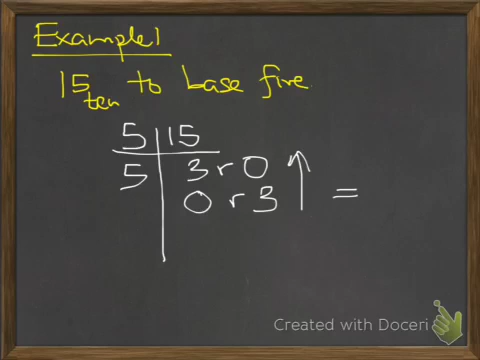 Example 1
15ten to base five
5 15
5 3 r 0
0 r 3 =
Created with Doceri